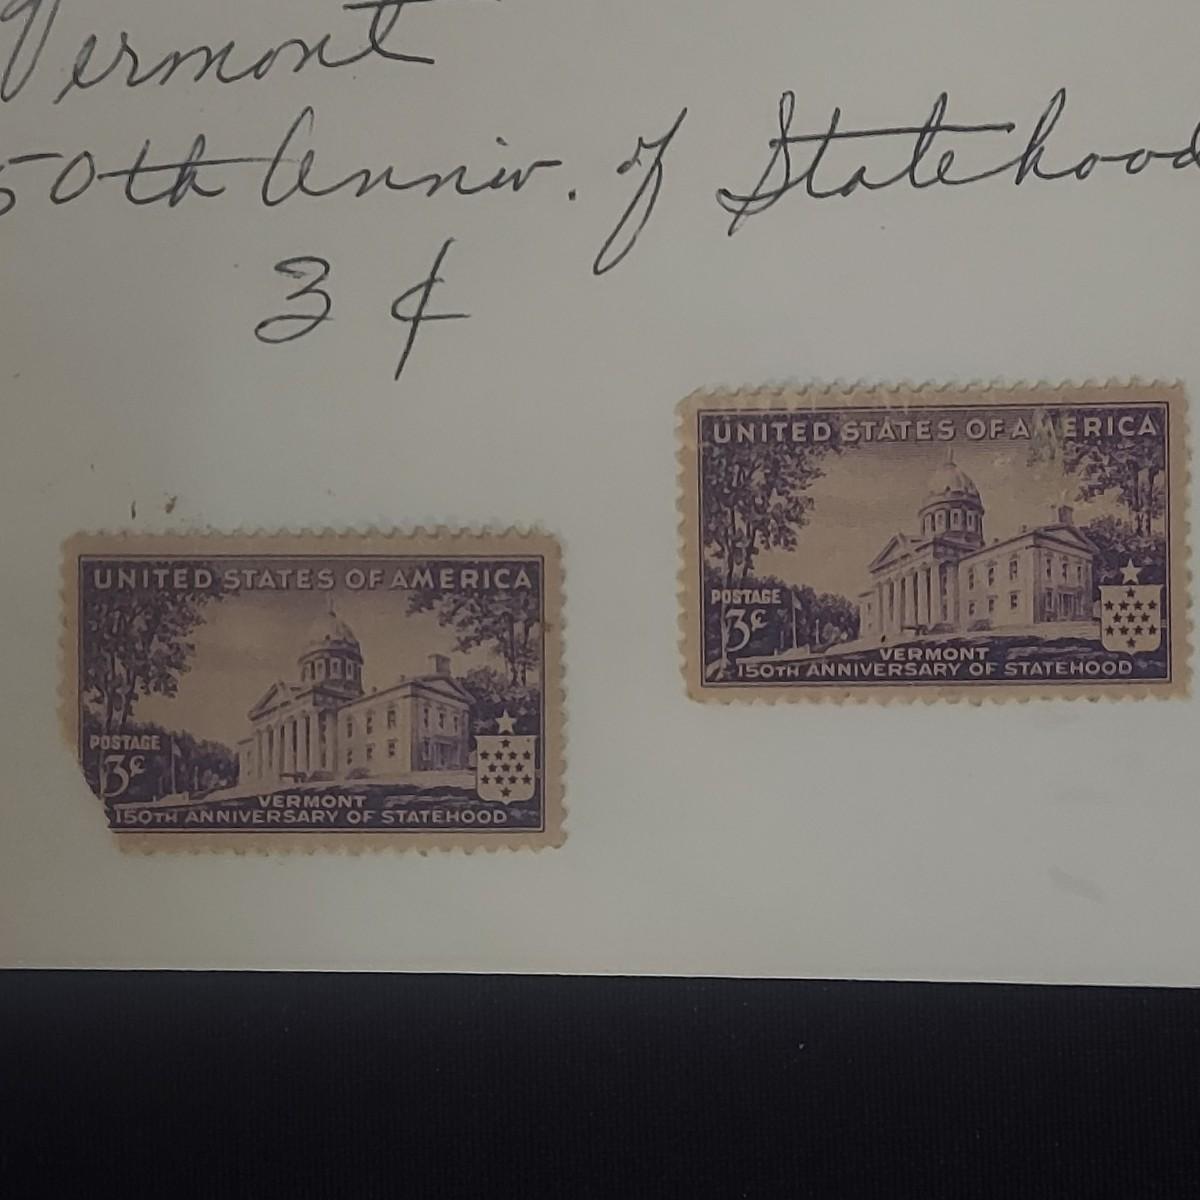 Vermont
50th Anniv. of Statehood
3 ¢
UNITED STATES OF AMERICA
POSTAGE
3¢
VERMONT
150TH ANNIVERSARY OF STATEHOOD
UNITED STATES OF AMERICA
POSTAGE
3¢
VERMONT
150TH ANNIVERSARY OF STATEHOOD